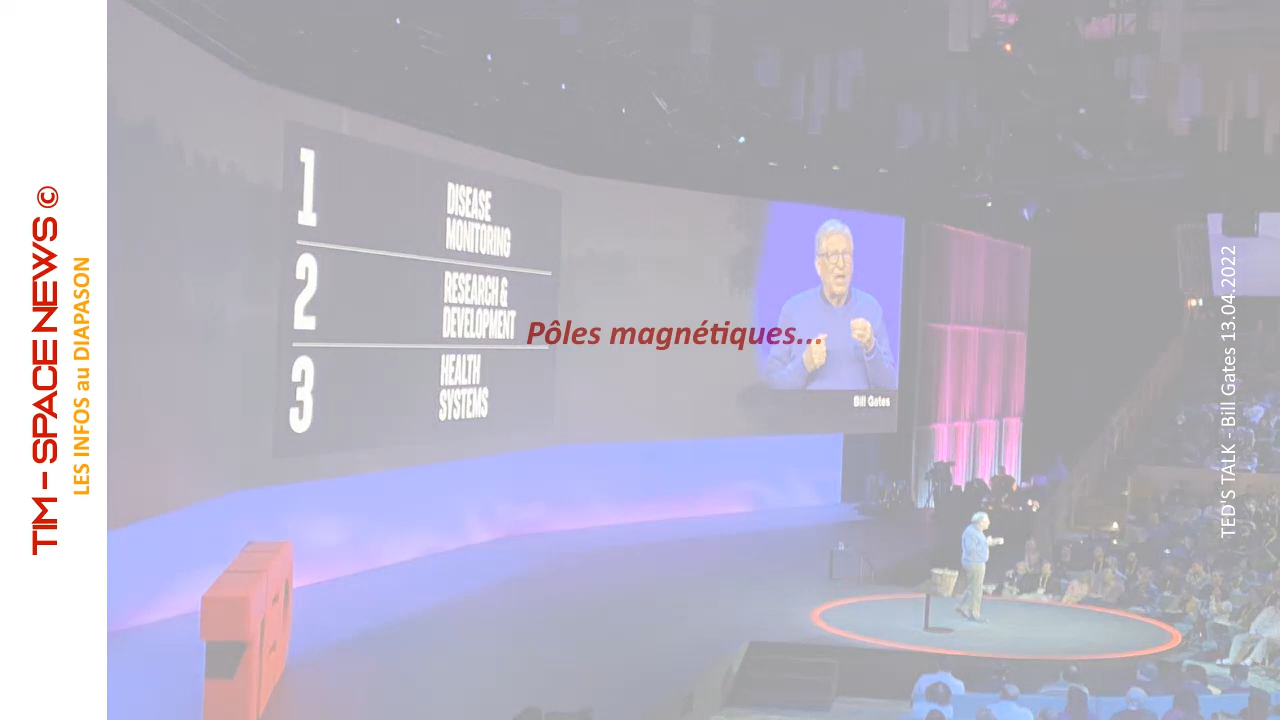 TIM – SPACE NEWS ©
LES INFOS au DIAPASON
1
DISEASE
MONITORING
2
RESEARCH &
DEVELOPMENT
3
HEALTH
SYSTEMS
Pôles magnétiques...
Bill Gates
TED'S TALK - Bill Gates 13.04.2022